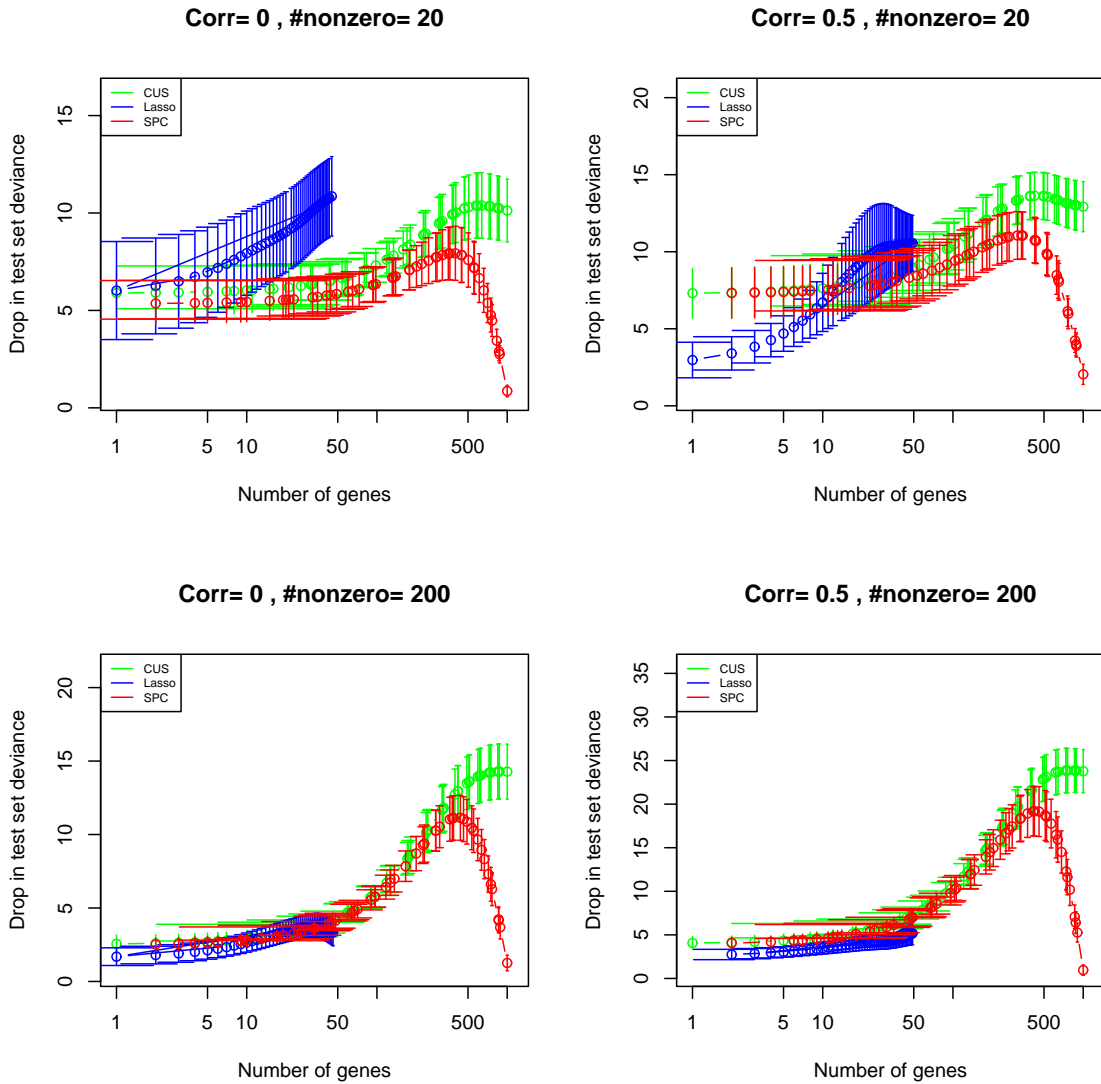 Corr= 0 , #nonzero= 20
CUS
Lasso
SPC
Drop in test set deviance
0
5
10
15
1
5
10
50
500
Number of genes
Corr= 0.5 , #nonzero= 20
CUS
Lasso
SPC
Drop in test set deviance
0
5
10
15
20
1
5
10
50
500
Number of genes
Corr= 0 , #nonzero= 200
CUS
Lasso
SPC
Drop in test set deviance
0
5
10
15
20
1
5
10
50
500
Number of genes
Corr= 0.5 , #nonzero= 200
CUS
Lasso
SPC
Drop in test set deviance
0
5
10
15
20
25
30
35
1
5
10
50
500
Number of genes